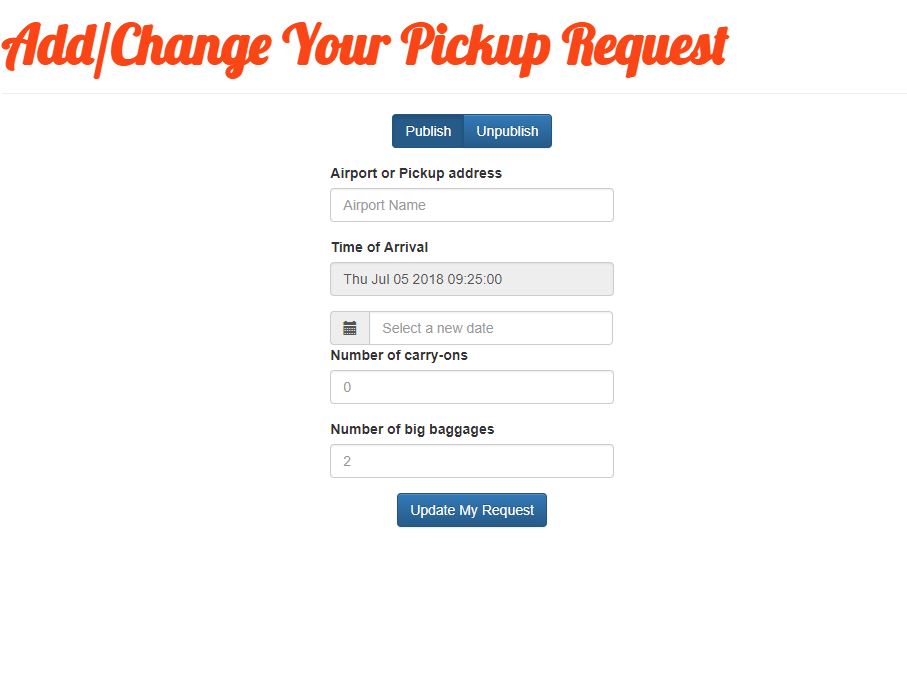 Add/Change Your Pickup Request
Publish Unpublish
Airport or Pickup address
Airport Name
Time of Arrival
Thu Jul 05 2018 09:25:00
Select a new date
Number of carry-ons
0
Number of big baggages
2
Update My Request